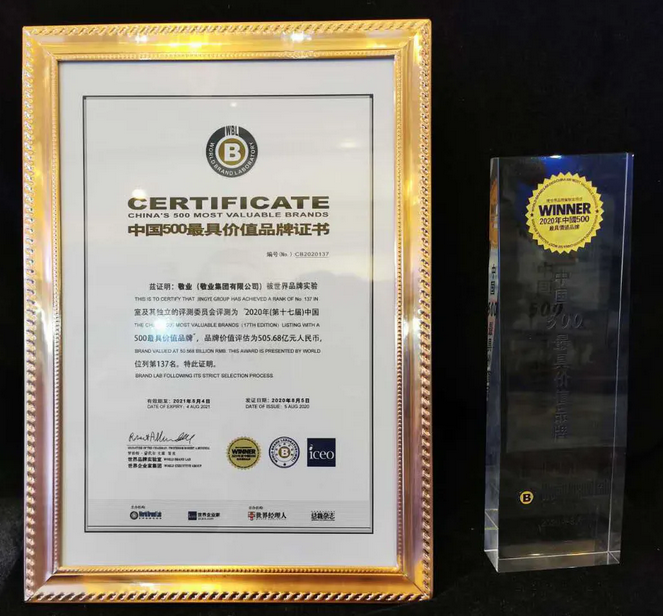 WBL
WORLD BRAND LABORATORY
B
CERTIFICATE
CHINA'S 500 MOST VALUABLE BRANDS
中国500最具价值品牌证书
编号(No.) CB2020137
兹证明：敬业（敬业集团有限公司）被世界品牌实验
THIS IS TO CERTIFY THAT JINGYE GROUP HAS ACHIEVED A RANK OF No. 137 IN
室及其独立的评测委员会评测为“2020年(第十七届)中国
MOST VALUABLE BRANDS (17TH EDITION) LISTING WITH A
500最具价值品牌”，品牌价值评估为505.68亿元人民币，
BRAND VALUED AT 50.568 BILLION RMB. THIS AWARD IS PRESENTED BY WORLD
位列第137名。特此证明。
BRAND LAB FOLLOWING ITS STRICT SELECTION PROCESS.
有效期至：2021年8月4日
DATE OF EXPIRY: 4 AUG 2021
发证日期：2020年8月5日
DATE OF ISSUE: 5 AUG 2020
世界品牌实验室 WORLD BRAND LAB
世界企业家集团 WORLD EXECUTIVE GROUP
WINNER
B
iceo
世界企业家
世界经理人
总裁杂志
WINNER
2020年中國500
最具價值品牌
中国
500
最具价值品牌
B